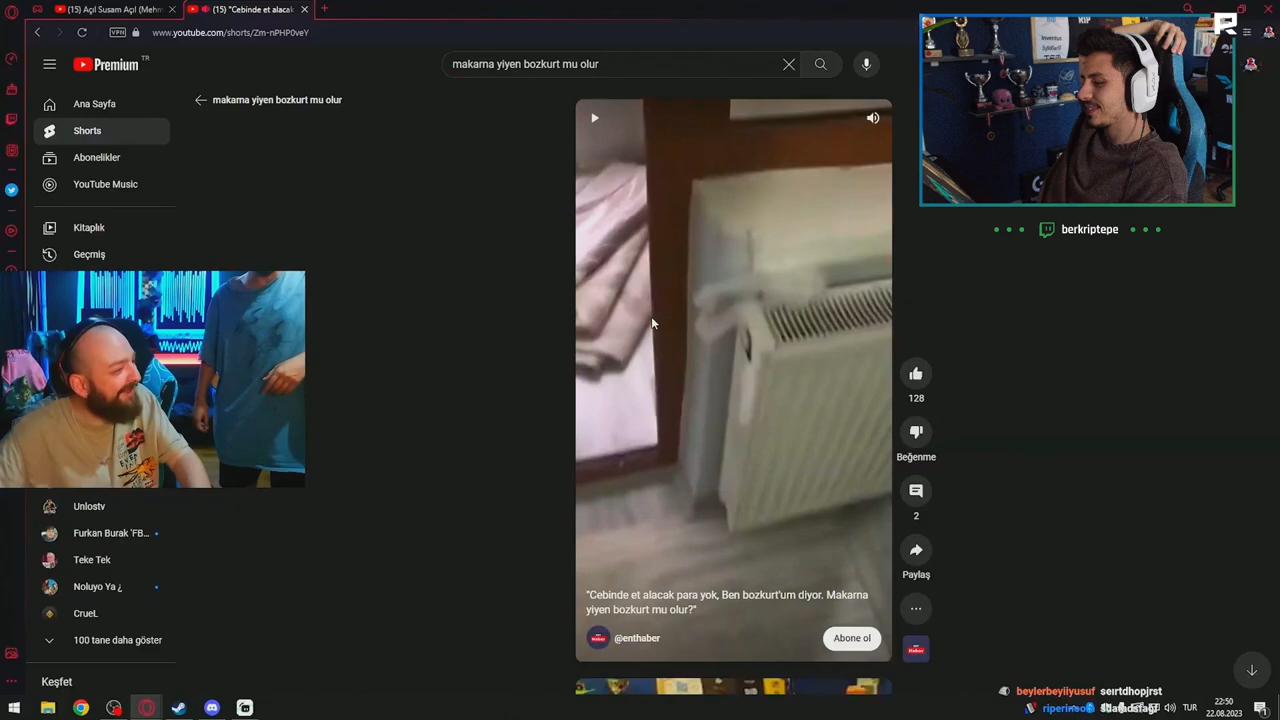 (15) Açıl Susam Açıl (Mehm
(15) "Cebinde et alacak
VPN
www.youtube.com/shorts/Zm-nPHP0veY
Premium TR
makarna yiyen bozkurt mu olur
Ana Sayfa
makarna yiyen bozkurt mu olur
Shorts
Abonelikler
YouTube Music
berkriptepe
Kitaplık
Geçmiş
128
Beğenme
Unlostv
2
Furkan Burak 'FB...
Teke Tek
Paylaş
Noluyo Ya ¿
"Cebinde et alacak para yok, Ben bozkurt'um diyor. Makarna
yiyen bozkurt mu olur?"
CrueL
@enthaber
Abone ol
100 tane daha göster
Haber
Keşfet
beylerbeyiiyusuf seırtdhopjrst
TUR
22:50
22.08.2023